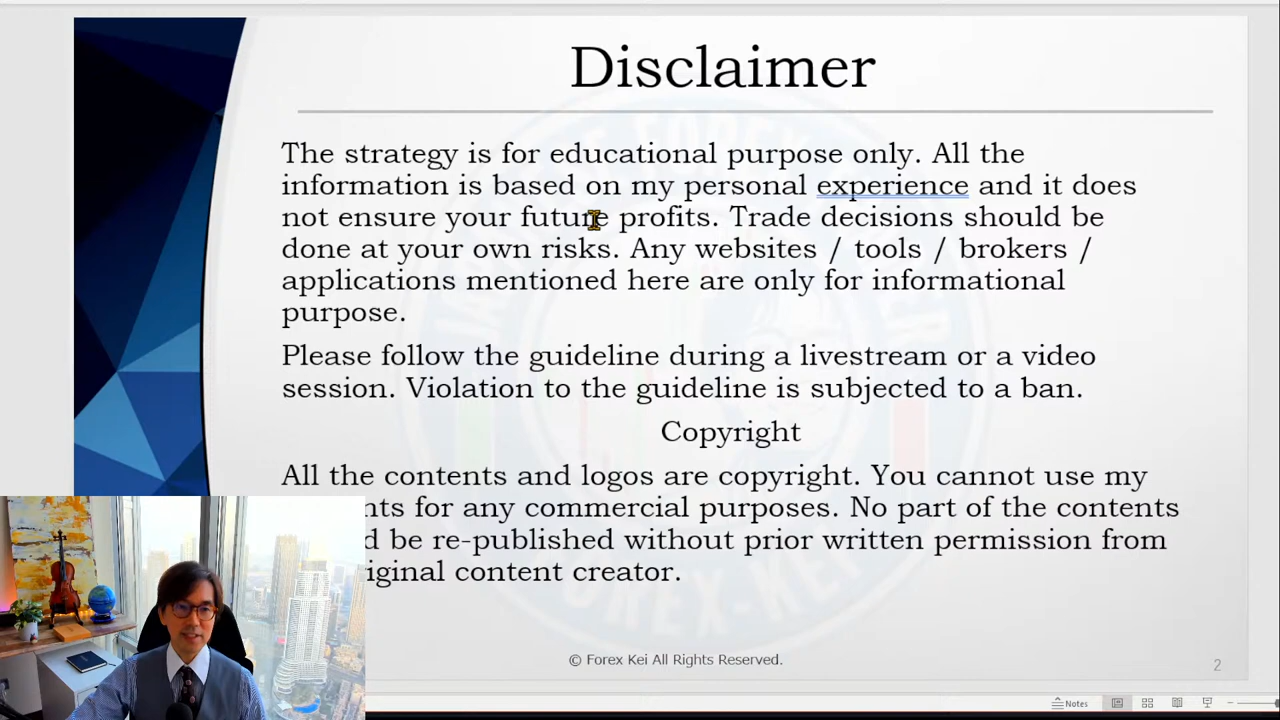 Disclaimer
The strategy is for educational purpose only. All the
information is based on my personal experience and it does
not ensure your future profits. Trade decisions should be
done at your own risks. Any websites / tools / brokers /
applications mentioned here are only for informational
purpose.
Please follow the guideline during a livestream or a video
session. Violation to the guideline is subjected to a ban.
Copyright
All the contents and logos are copyright. You cannot use my
for any commercial purposes. No part of the contents
be re-published without prior written permission from
content creator.
© Forex Kei All Rights Reserved.
2
Notes